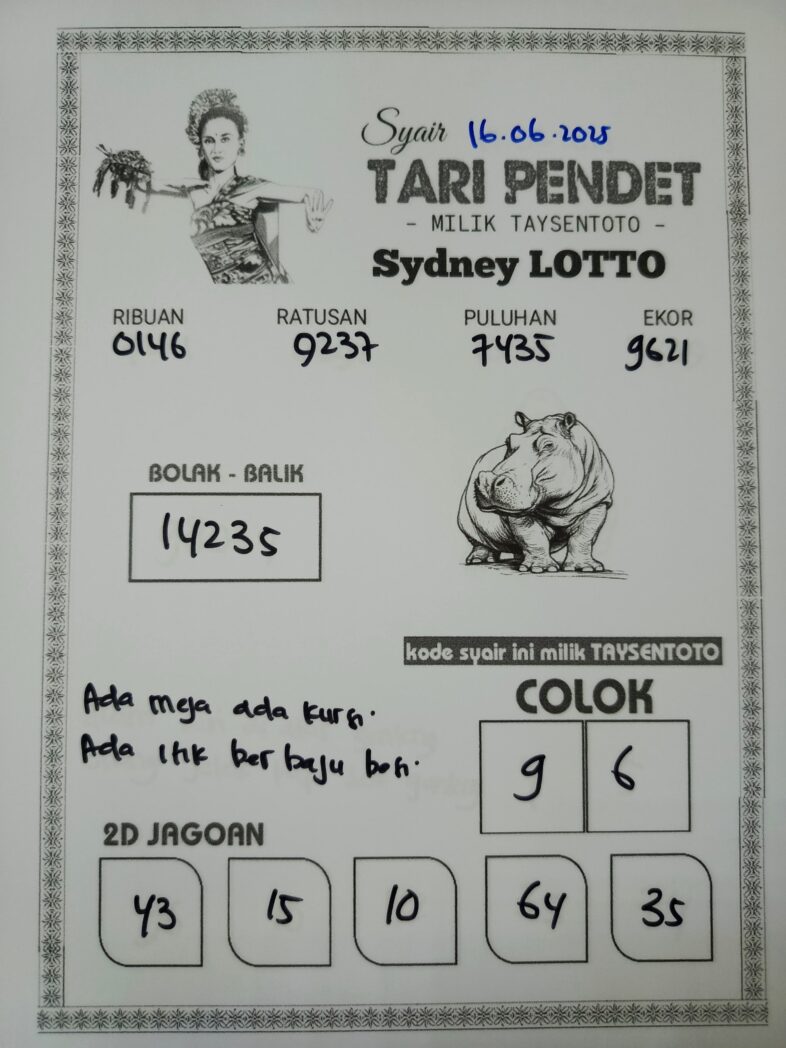 Syair 16.06.2025
TARI PENDET
- MILIK TAYSENTOTO -
Sydney LOTTO
RIBUAN RATUSAN PULUHAN EKOR
0146 9237 7435 9621
BOLAK - BALIK
14235
kode syair ini milik TAYSENTOTO
Ada meja ada kursi.
Ada itik ber baju besi.
COLOK
9 6
2D JAGOAN
43 15 10 64 35